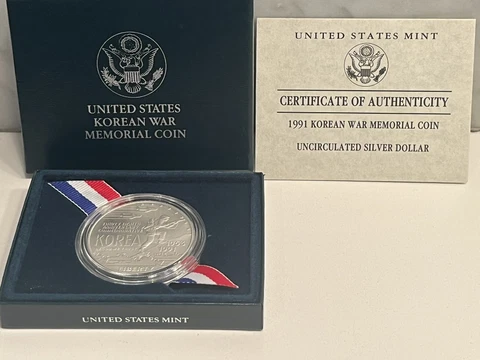 UNITED STATES
KOREAN WAR
MEMORIAL COIN
UNITED STATES MINT
CERTIFICATE OF AUTHENTICITY
1991 KOREAN WAR MEMORIAL COIN
UNCIRCULATED SILVER DOLLAR
KOREA
LIBERTY
UNITED STATES MINT